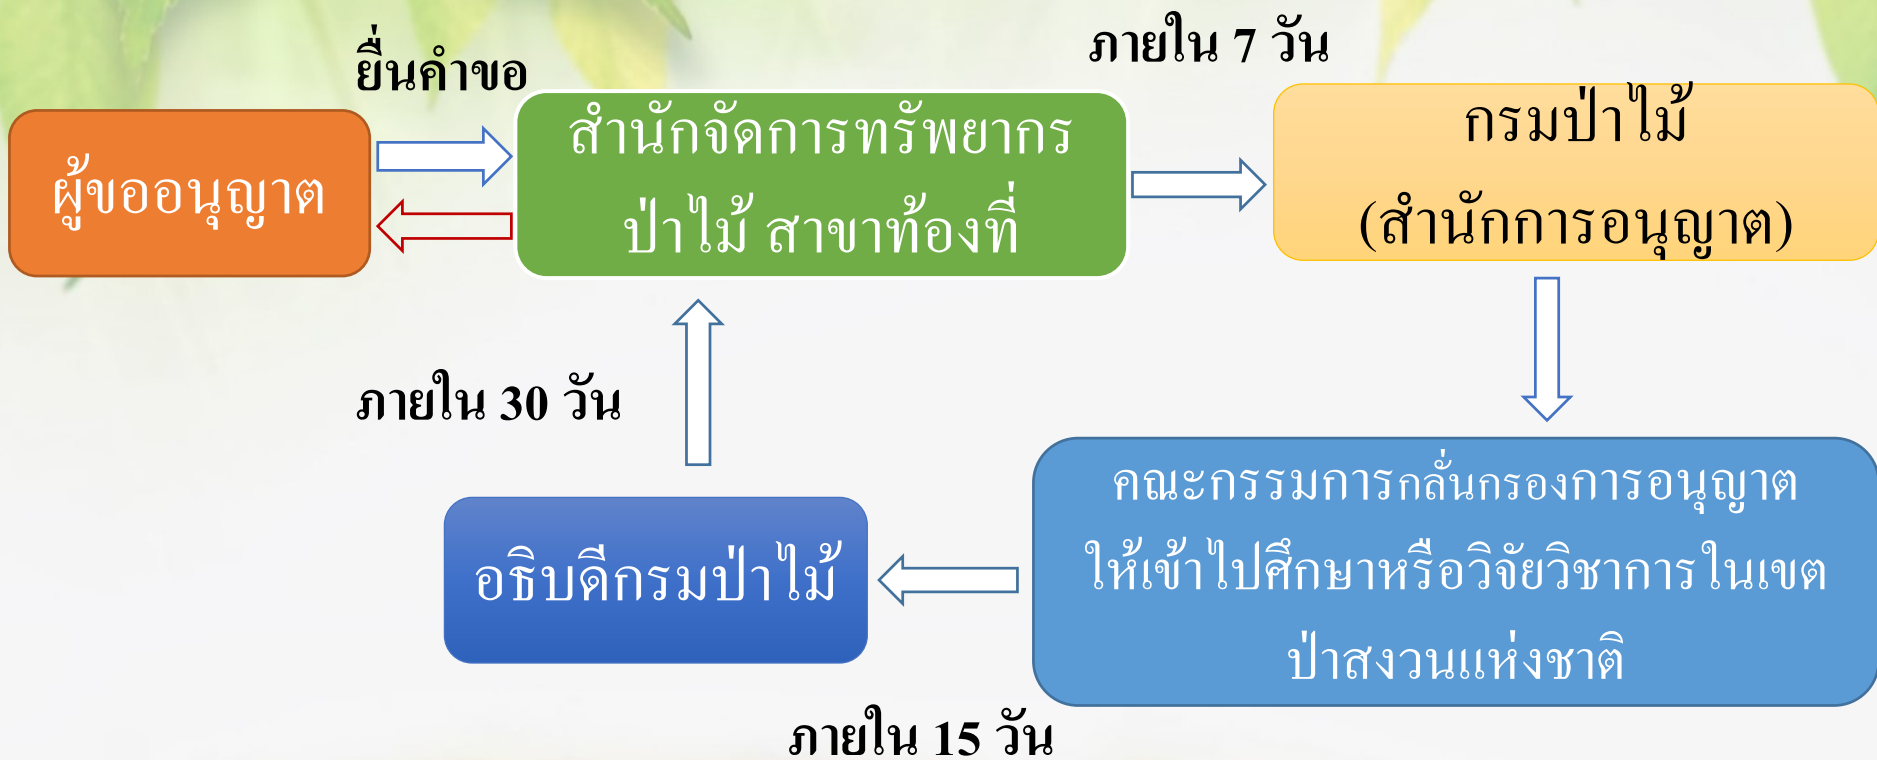 ยื่นคำขอ
ภายใน 7 วัน
ผู้ขออนุญาต
สำนักจัดการทรัพยากร
ป่าไม้ สาขาท้องที่
กรมป่าไม้
(สำนักการอนุญาต)
ภายใน 30 วัน
อธิบดีกรมป่าไม้
คณะกรรมการกลั่นกรองการอนุญาต
ให้เข้าไปศึกษาหรือวิจัยวิชาการในเขต
ป่าสงวนแห่งชาติ
ภายใน 15 วัน